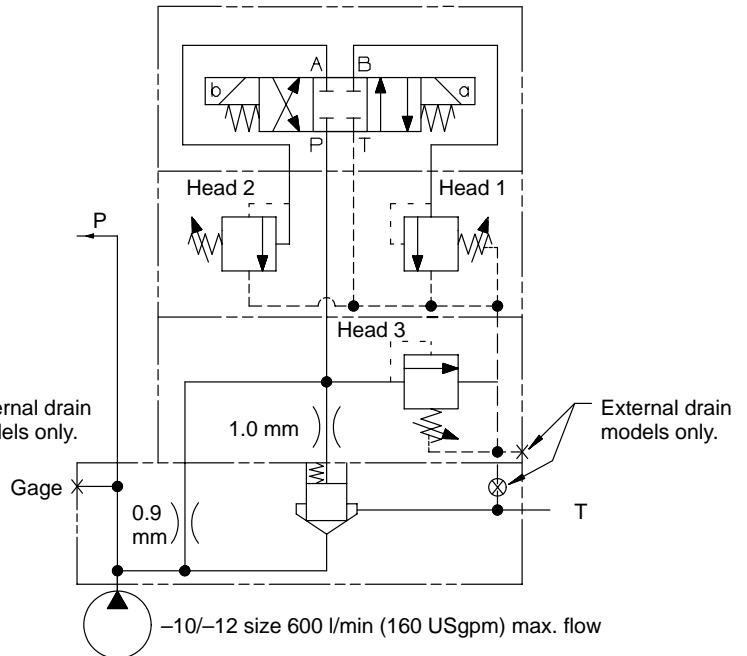 A B
b
a
P T
Head 2
Head 1
P
Head 3
ernal drain
els only.
1.0 mm
External drain
models only.
Gage
0.9
mm
T
–10/–12 size 600 l/min (160 USgpm) max. flow